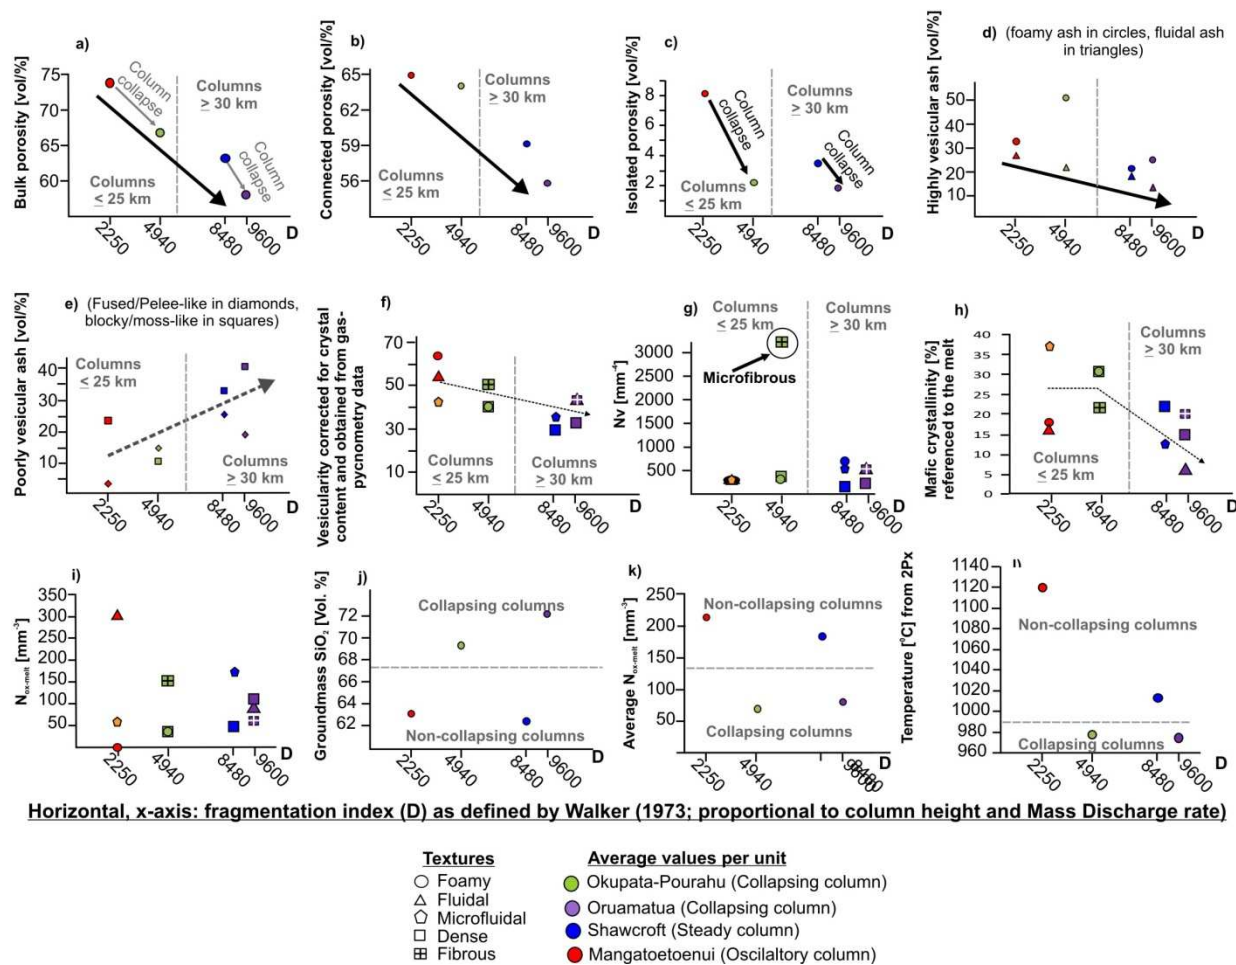 a)
Bulk porosity [vol/%]
75
70
65
60
Column
collapse
Columns
≥ 30 km
Column
collapse
Columns
≤ 25 km
2250
4940
8480
9600
D
b)
Connected porosity [vol/%]
65
62
59
56
Columns
≥ 30 km
Columns
≤ 25 km
2250
4940
8480
9600
D
c)
Isolated porosity [vol/%]
8
6
4
2
Columns
≥ 30 km
Column
collapse
Column
collapse
Columns
≤ 25 km
2250
4940
8480
9600
D
d) (foamy ash in circles, fluidal ash
in triangles)
Highly vesicular ash [vol/%]
50
40
30
20
10
2250
4940
8480
9600
D
e) (Fused/Pelee-like in diamonds,
blocky/moss-like in squares)
Poorly vesicular ash [vol/%]
50
40
30
20
10
Columns
≤ 25 km
Columns
≥ 30 km
2250
4940
8480
9600
D
f)
Vesicularity corrected for crystal
content and obtained from gas-
pycnometry data
70
50
30
10
Columns
≤ 25 km
Columns
≥ 30 km
2250
4940
8480
9600
D
g)
Nv [mm⁻⁴]
3000
2500
2000
1500
1000
500
Columns
≤ 25 km
Columns
≥ 30 km
Microfibrous
2250
4940
8480
9600
D
h)
Mafic crystallinity [%]
referenced to the melt
40
35
30
25
20
15
10
5
0
Columns
≥ 30 km
Columns
≤ 25 km
2250
4940
8480
9600
D
i)
Nox-melt [mm⁻³]
350
300
250
200
150
100
50
2250
4940
8480
9600
D
j)
Groundmass SiO₂ [Vol. %]
72
70
68
66
64
62
Collapsing columns
Non-collapsing columns
2250
4940
8480
9600
D
k)
Average Nox-melt [mm⁻³]
250
200
150
100
50
Non-collapsing columns
Collapsing columns
2250
4940
8480
D
Temperature [°C] from 2Px
1140
1120
1100
1080
1060
1040
1020
1000
980
960
Non-collapsing columns
Collapsing columns
2250
4940
8480
9600
D
Horizontal, x-axis: fragmentation index (D) as defined by Walker (1973; proportional to column height and Mass Discharge rate)
Textures
Foamy
Fluidal
Microfluidal
Dense
Fibrous
Average values per unit
Okupata-Pourahu (Collapsing column)
Oruamatua (Collapsing column)
Shawcroft (Steady column)
Mangatoetoenui (Oscilaltory column)